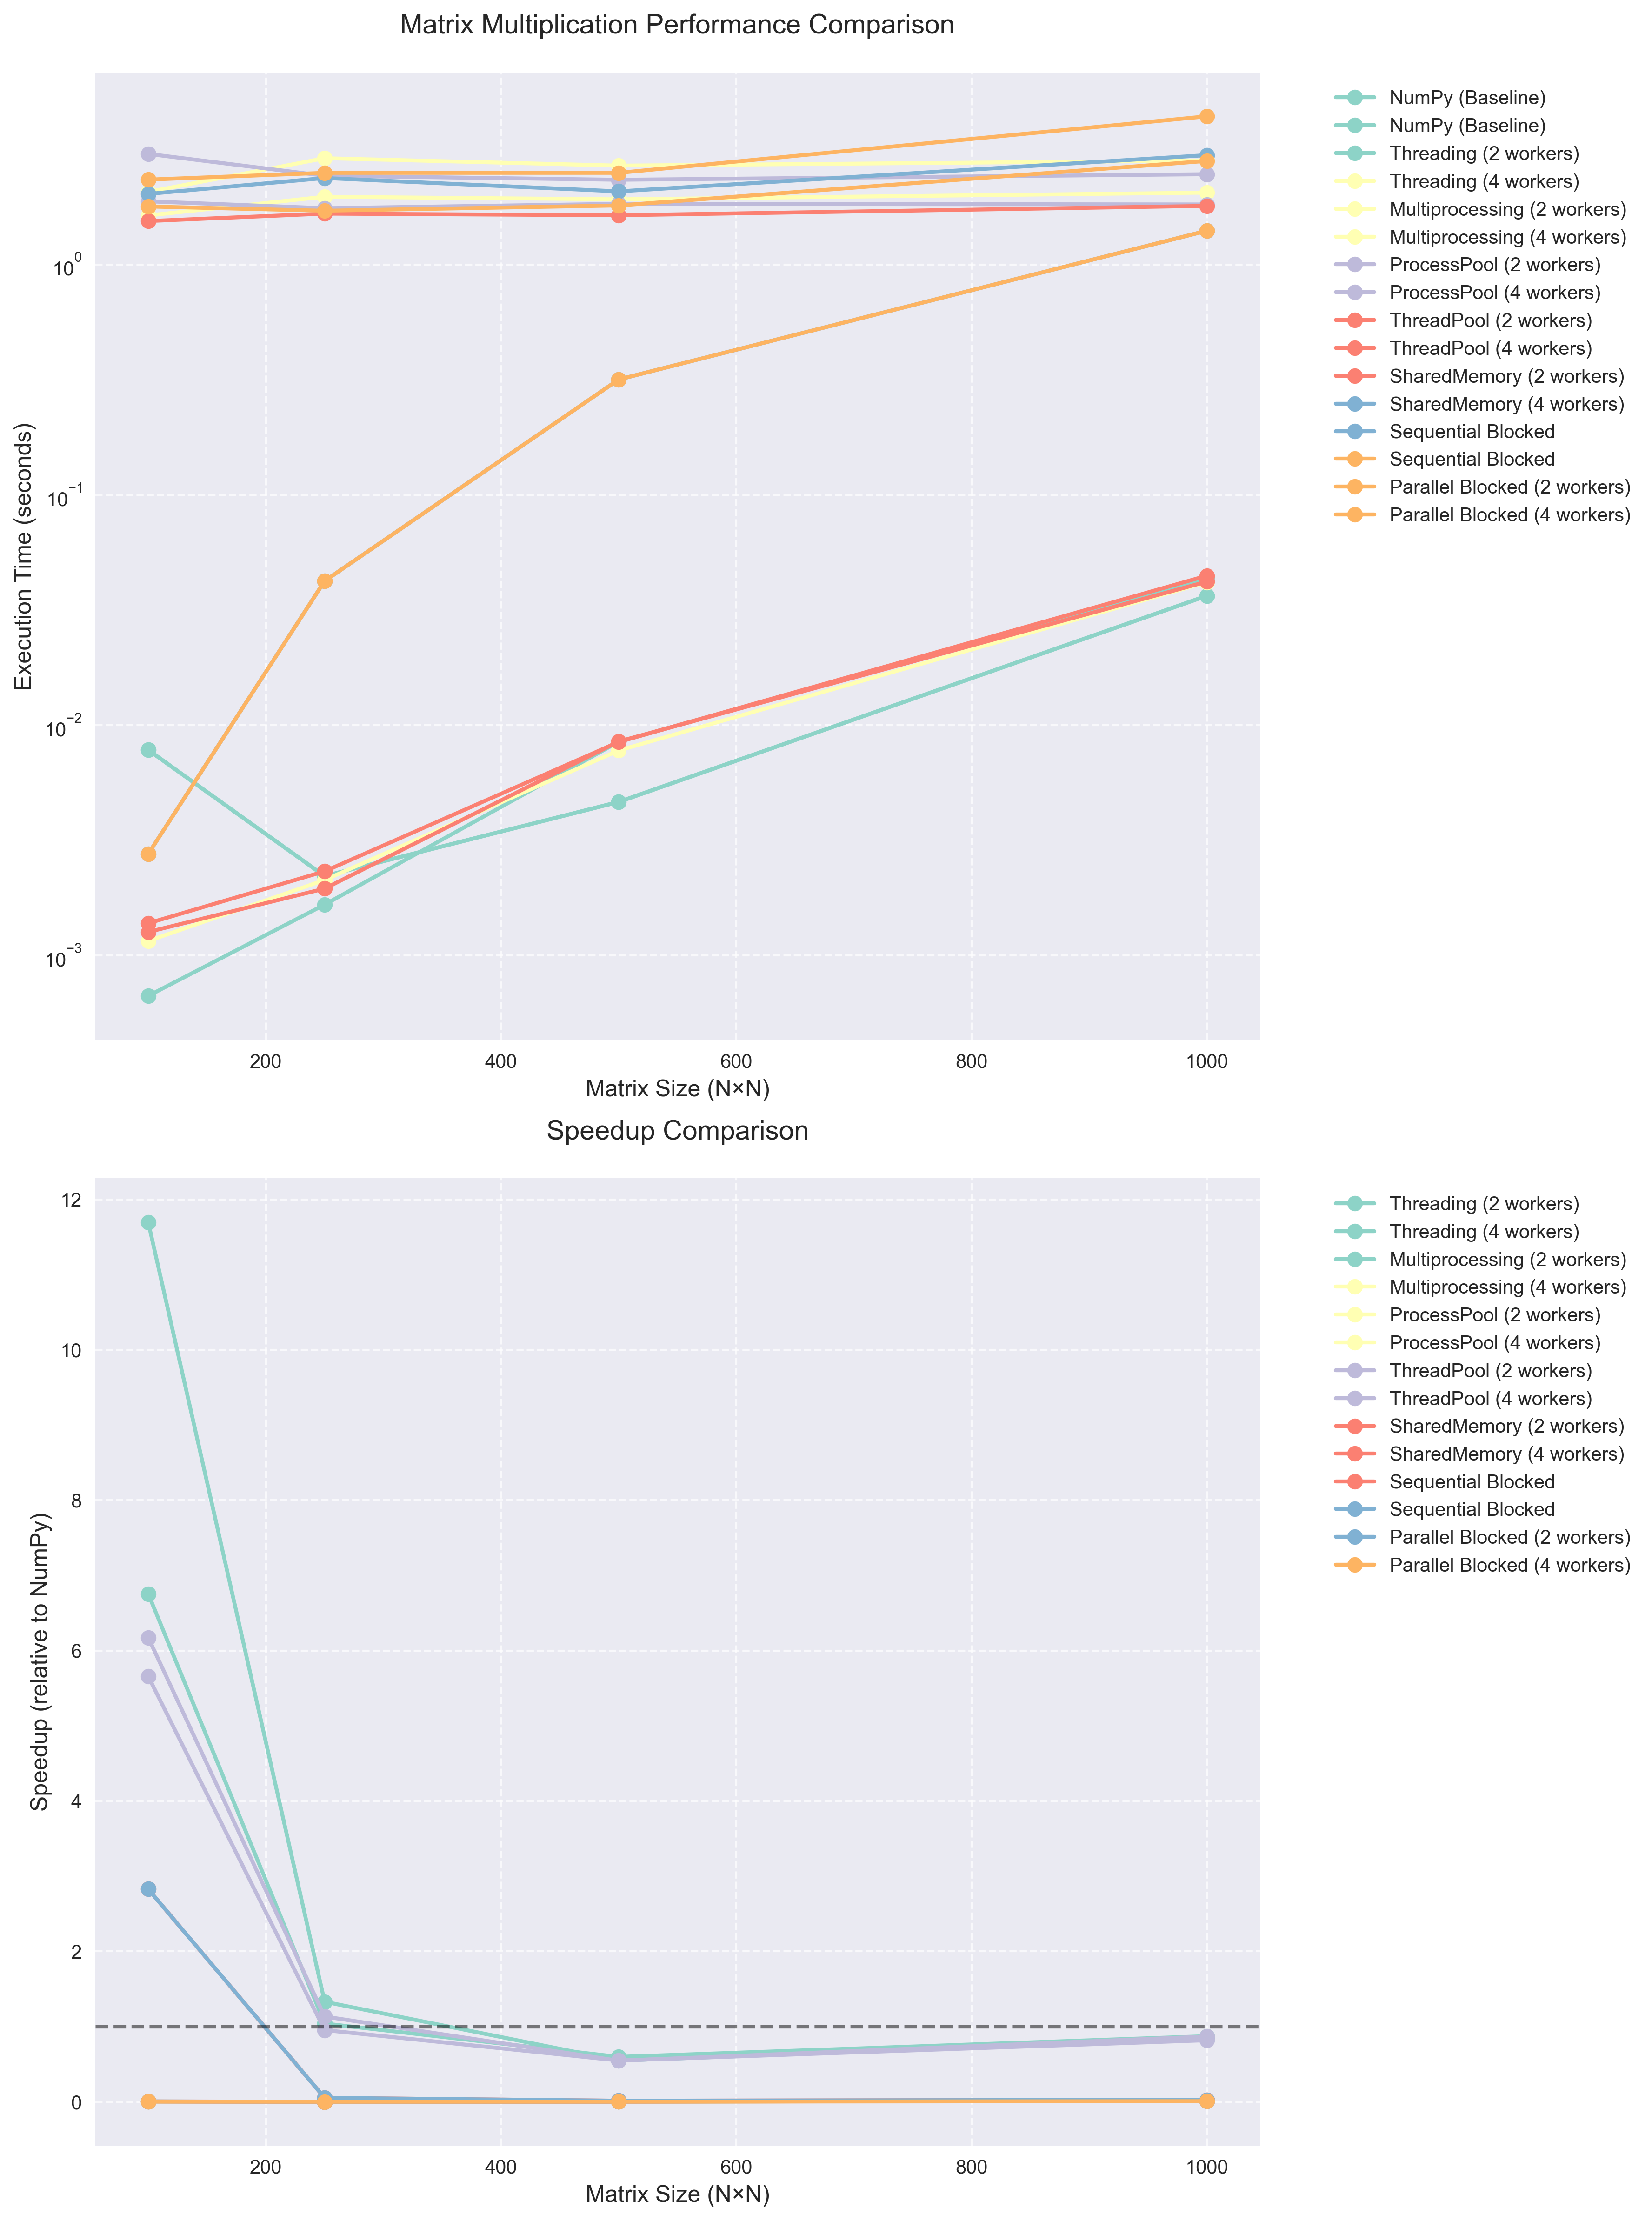 Matrix Multiplication Performance Comparison
Execution Time (seconds)
10⁰
10⁻¹
10⁻²
10⁻³
200 400 600 800 1000
Matrix Size (N×N)
NumPy (Baseline)
NumPy (Baseline)
Threading (2 workers)
Threading (4 workers)
Multiprocessing (2 workers)
Multiprocessing (4 workers)
ProcessPool (2 workers)
ProcessPool (4 workers)
ThreadPool (2 workers)
ThreadPool (4 workers)
SharedMemory (2 workers)
SharedMemory (4 workers)
Sequential Blocked
Sequential Blocked
Parallel Blocked (2 workers)
Parallel Blocked (4 workers)
Speedup Comparison
Speedup (relative to NumPy)
12
10
8
6
4
2
0
200 400 600 800 1000
Matrix Size (N×N)
Threading (2 workers)
Threading (4 workers)
Multiprocessing (2 workers)
Multiprocessing (4 workers)
ProcessPool (2 workers)
ProcessPool (4 workers)
ThreadPool (2 workers)
ThreadPool (4 workers)
SharedMemory (2 workers)
SharedMemory (4 workers)
Sequential Blocked
Sequential Blocked
Parallel Blocked (2 workers)
Parallel Blocked (4 workers)